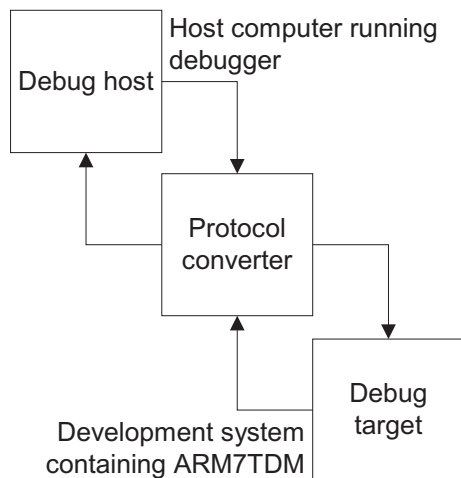 Host computer running
debugger
Debug host
Protocol
converter
Debug
target
Development system
containing ARM7TDM